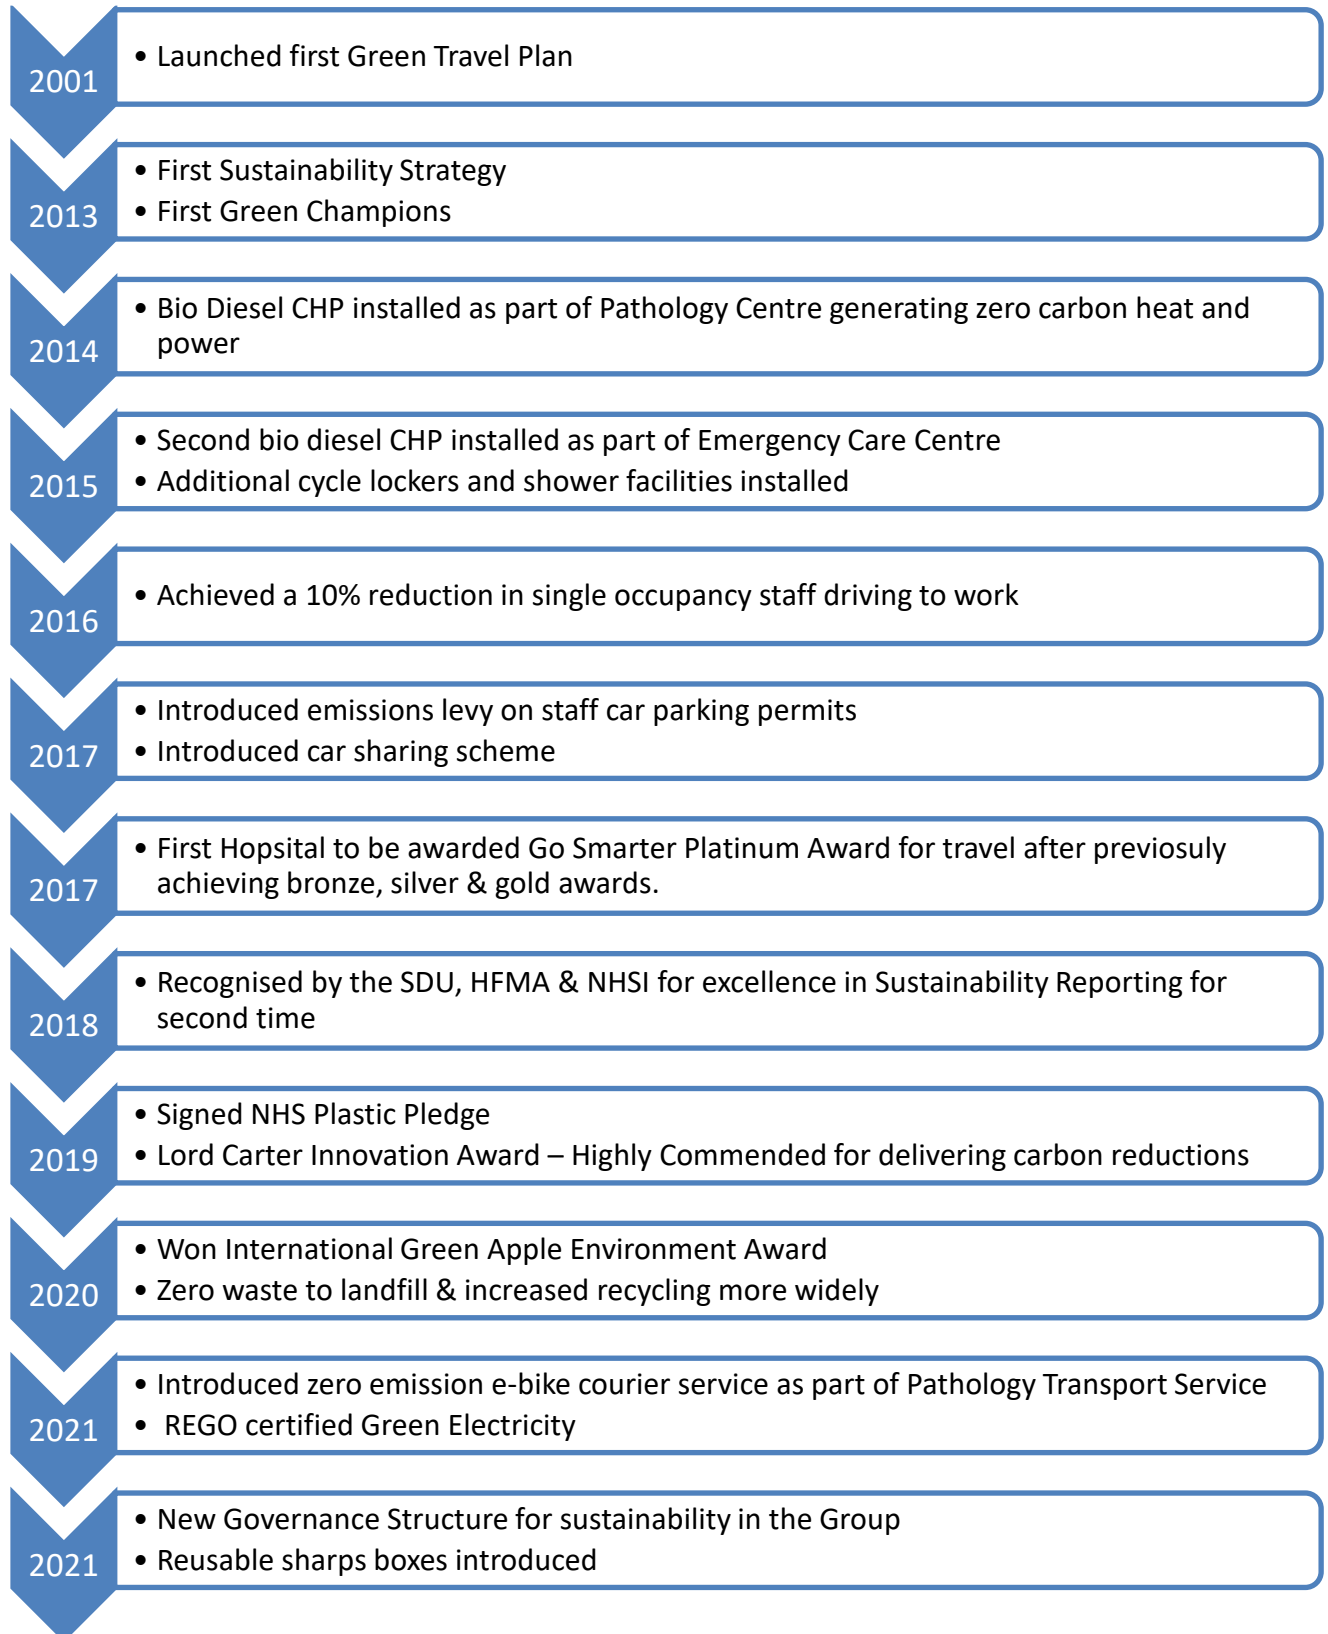 2001
• Launched first Green Travel Plan
2013
• First Sustainability Strategy
• First Green Champions
2014
• Bio Diesel CHP installed as part of Pathology Centre generating zero carbon heat and
power
2015
• Second bio diesel CHP installed as part of Emergency Care Centre
• Additional cycle lockers and shower facilities installed
2016
• Achieved a 10% reduction in single occupancy staff driving to work
2017
• Introduced emissions levy on staff car parking permits
• Introduced car sharing scheme
2017
• First Hopsital to be awarded Go Smarter Platinum Award for travel after previosuly
achieving bronze, silver & gold awards.
2018
• Recognised by the SDU, HFMA & NHSI for excellence in Sustainability Reporting for
second time
2019
• Signed NHS Plastic Pledge
• Lord Carter Innovation Award – Highly Commended for delivering carbon reductions
2020
• Won International Green Apple Environment Award
• Zero waste to landfill & increased recycling more widely
2021
• Introduced zero emission e-bike courier service as part of Pathology Transport Service
• REGO certified Green Electricity
2021
• New Governance Structure for sustainability in the Group
• Reusable sharps boxes introduced